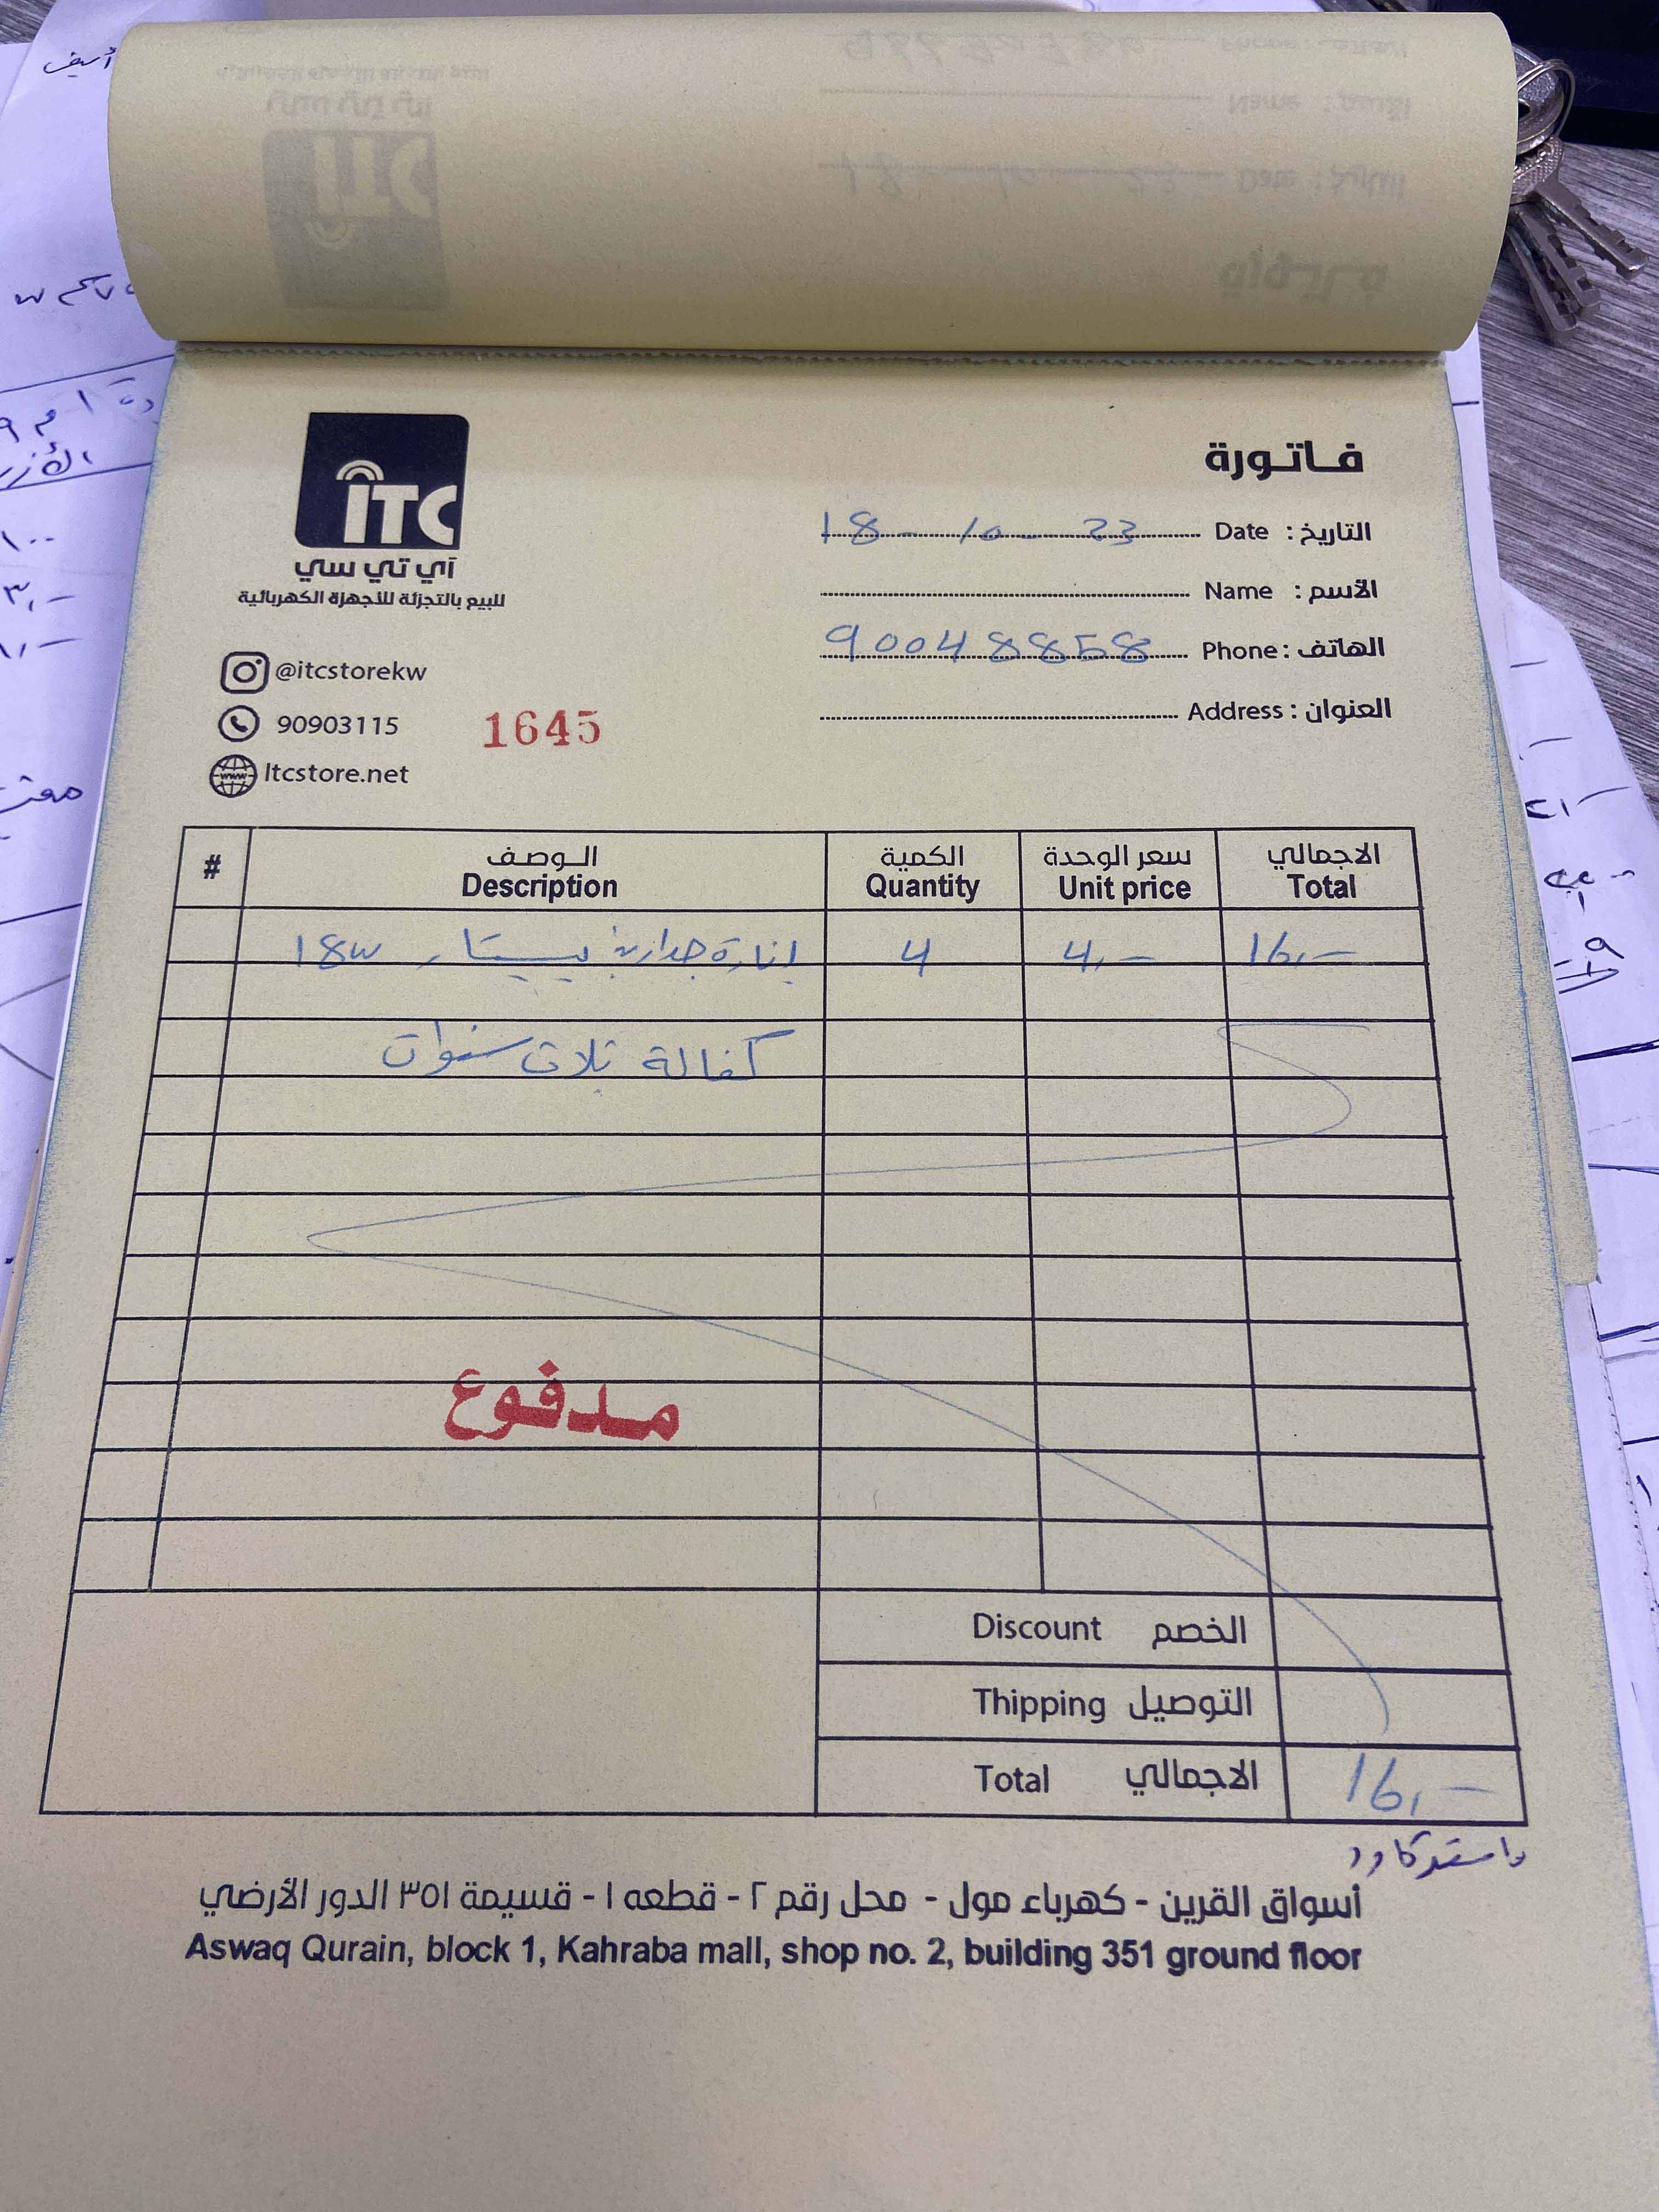 فاتورة
ITC
آي تي سي
للبيع بالتجزئة للأجهزة الكهربائية
التاريخ : Date 18-10-23
الاسم : Name
الهاتف : Phone 90048858
العنوان : Address
@itcstorekw
90903115
Itcstore.net
1645
# الوصف الكمية سعر الوحدة الاجمالي
Description Quantity Unit price Total
انارة جدارية 18w 4 4,- 16,-
كفالة ثلاث سنوات
مدفوع
Discount الخصم
Thipping التوصيل
Total الاجمالي 16,-
ماستر كارد
أسواق القرين - كهرباء مول - محل رقم ٢ - قطعه ١ - قسيمة ٣٥١ الدور الأرضي
Aswaq Qurain, block 1, Kahraba mall, shop no. 2, building 351 ground floor